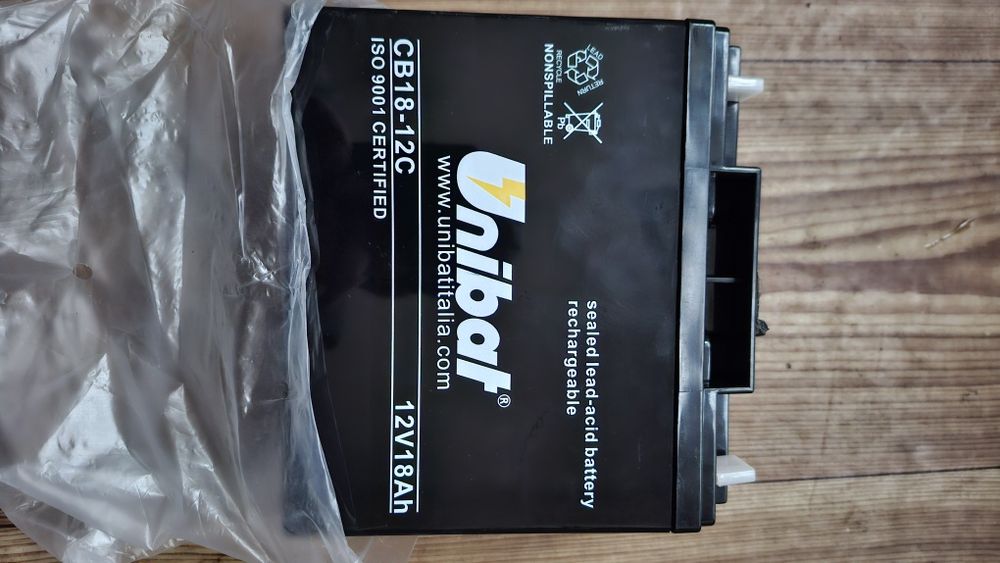 sealed lead-acid battery
rechargeable
LEAD
RETURN
RECYCLE
Pb
NONSPILLABLE
Unibat®
www.unibatitalia.com
CB18-12C 12V18Ah
ISO 9001 CERTIFIED